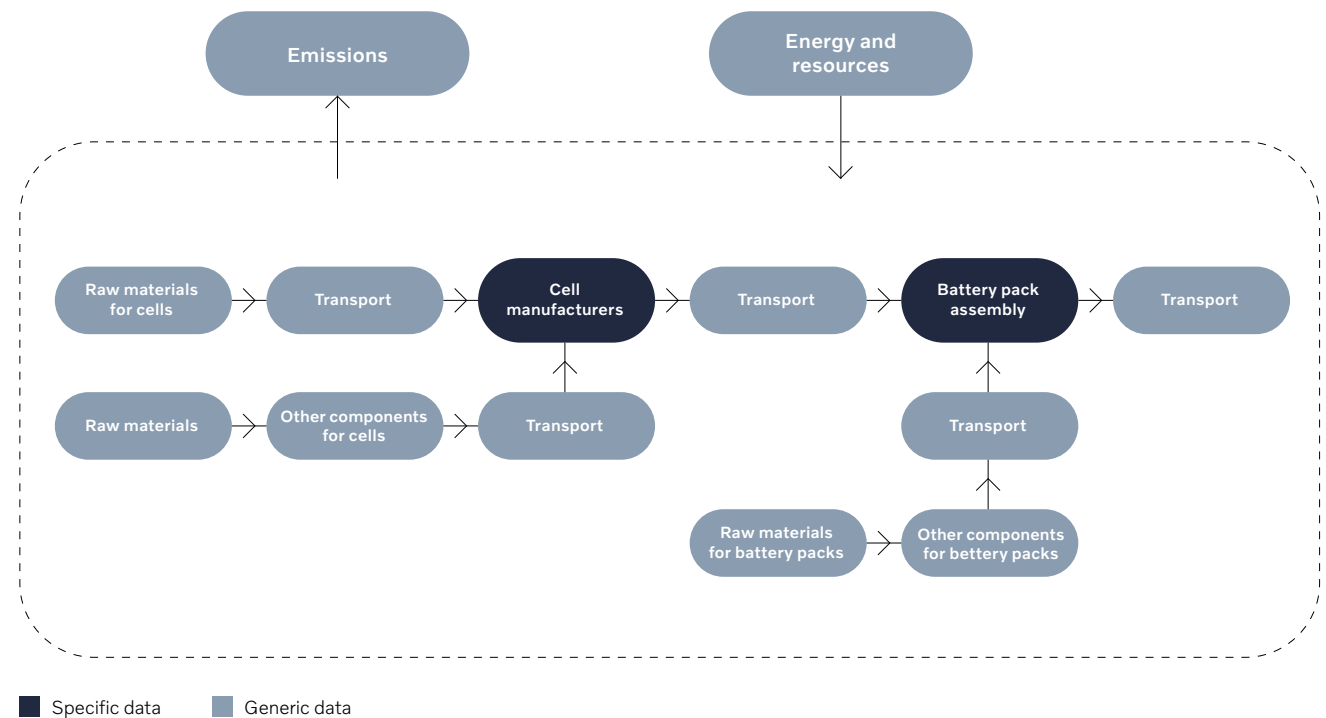 Emissions
Energy and
resources
Raw materials
for cells
Transport
Cell
manufacturers
Transport
Battery pack
assembly
Transport
Raw materials
Other components
for cells
Transport
Transport
Raw materials
for battery packs
Other components
for bettery packs
Specific data
Generic data